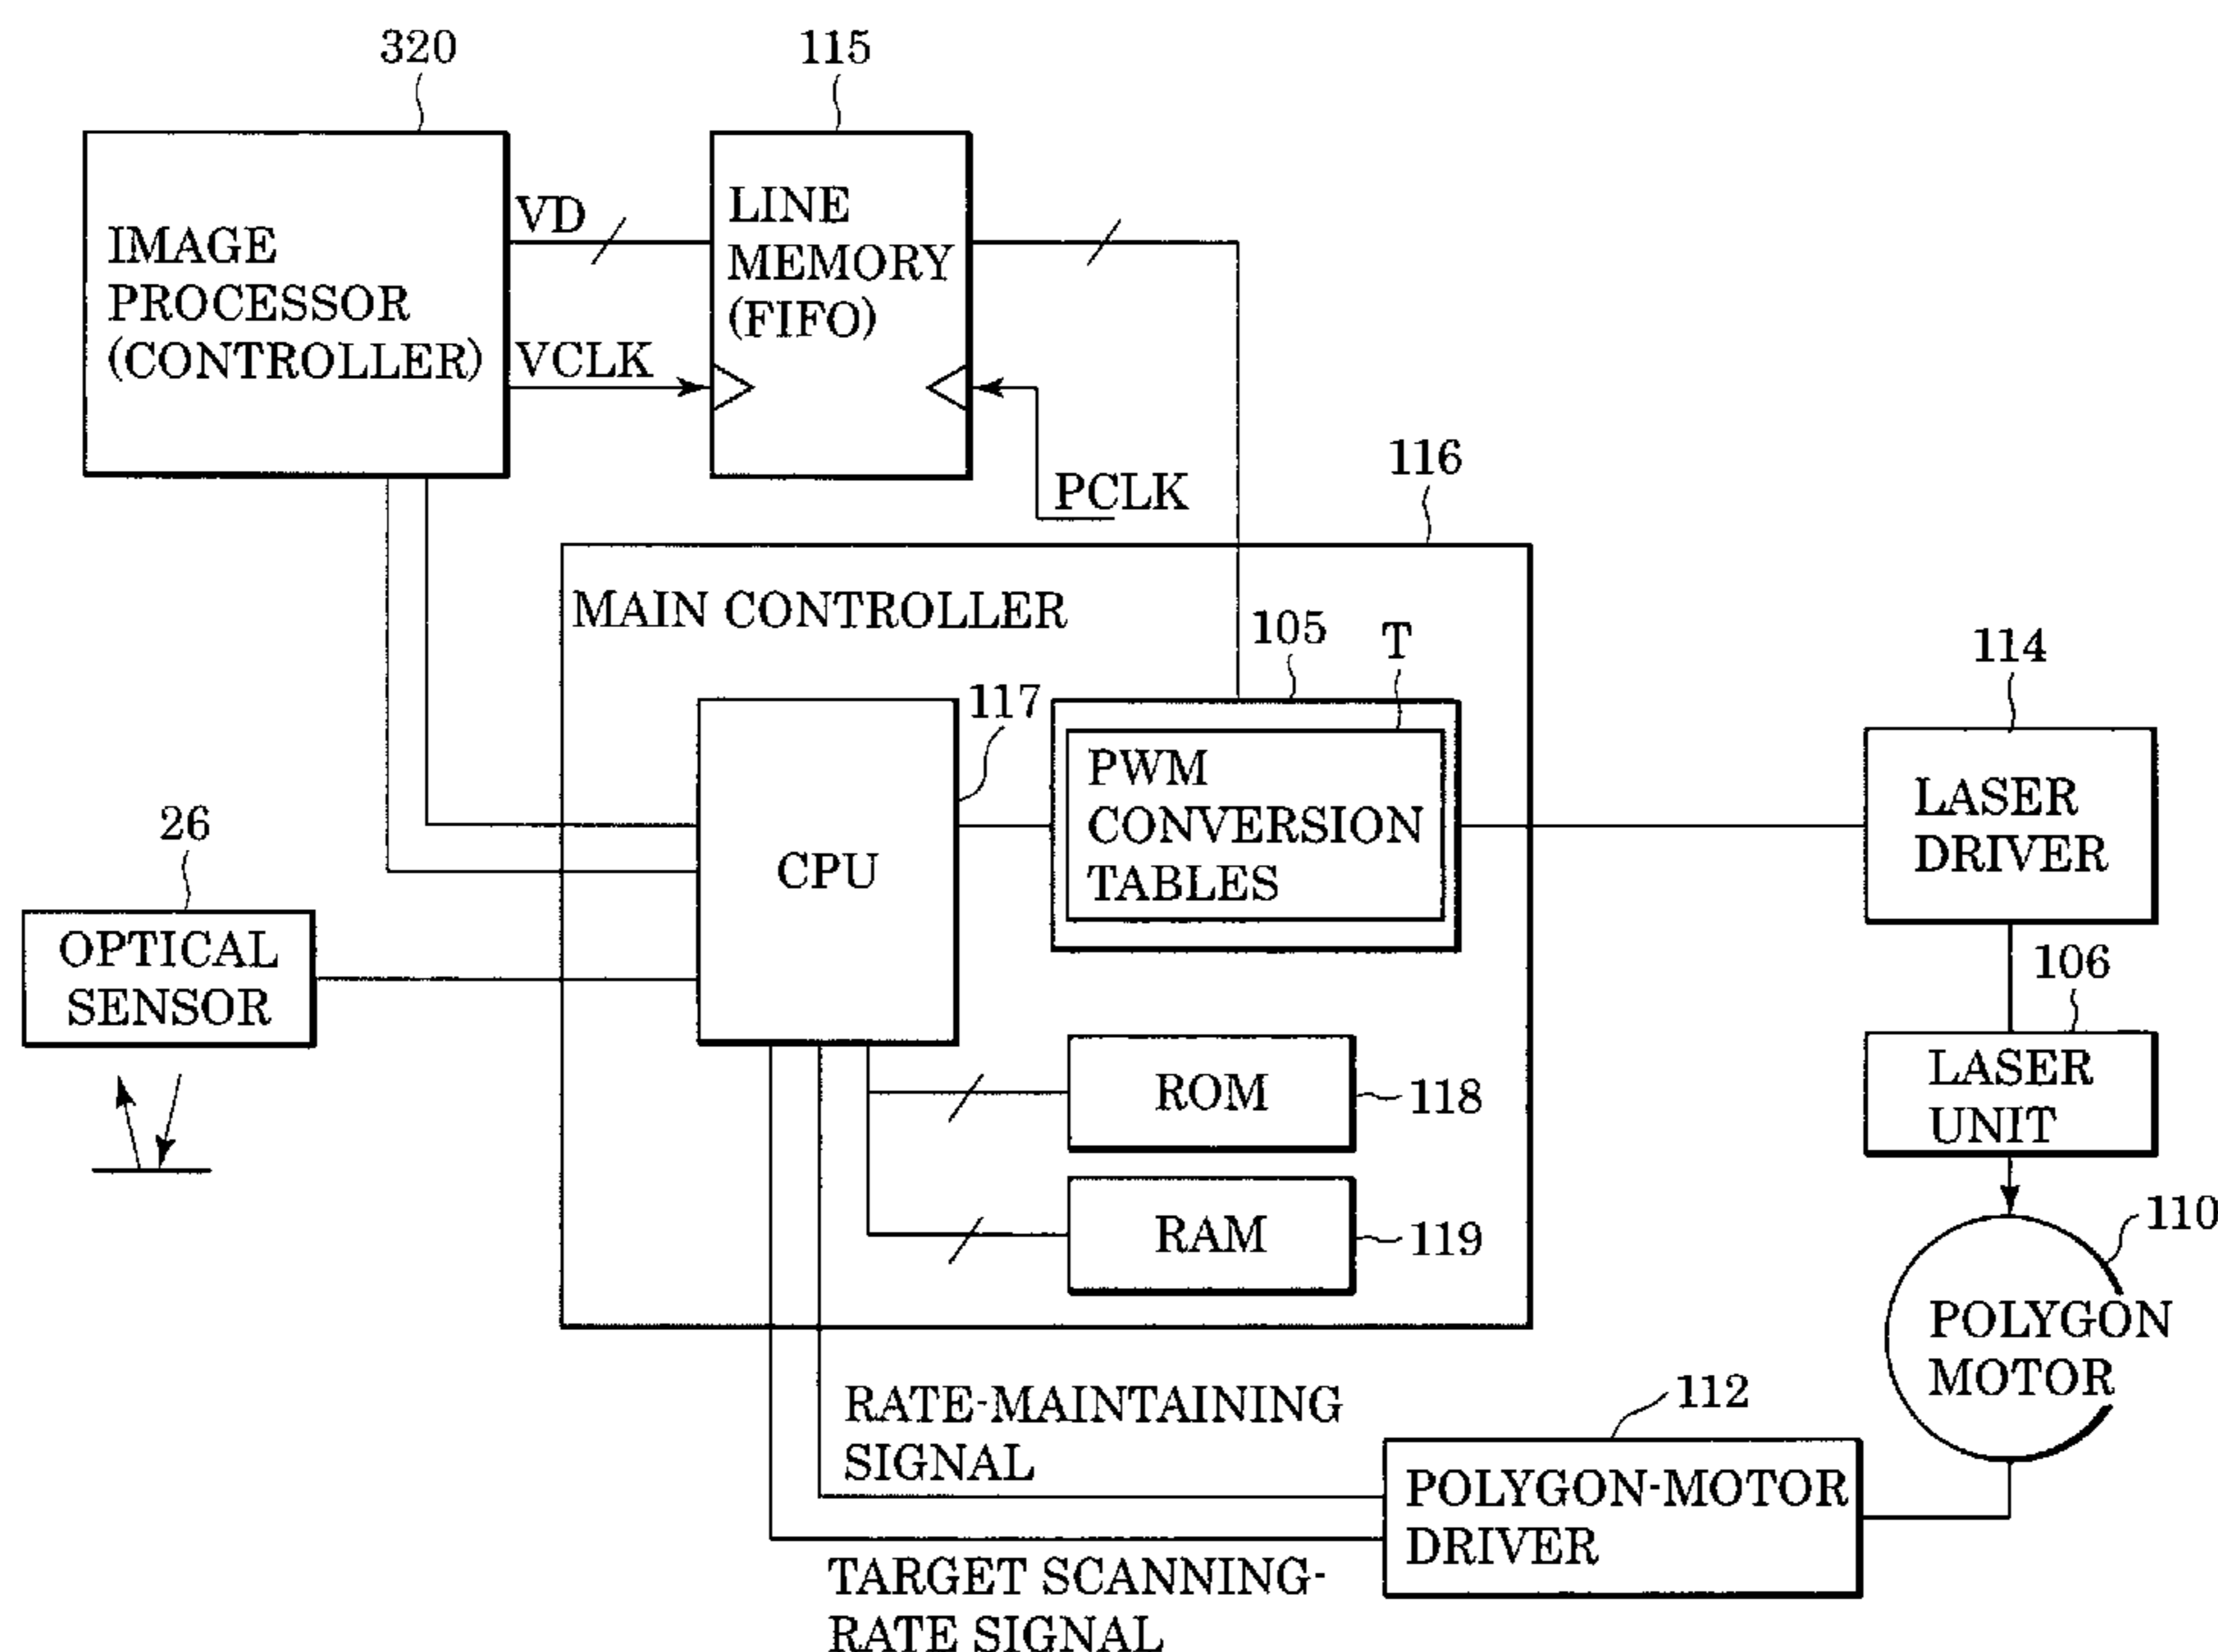 320
115
IMAGE
PROCESSOR
(CONTROLLER)
VD
VCLK
LINE
MEMORY
(FIFO)
PCLK
116
MAIN CONTROLLER
105
T
117
CPU
PWM
CONVERSION
TABLES
114
LASER
DRIVER
26
OPTICAL
SENSOR
106
LASER
UNIT
ROM
118
RAM
119
110
POLYGON
MOTOR
RATE-MAINTAINING
SIGNAL
112
POLYGON-MOTOR
DRIVER
TARGET SCANNING-
RATE SIGNAL